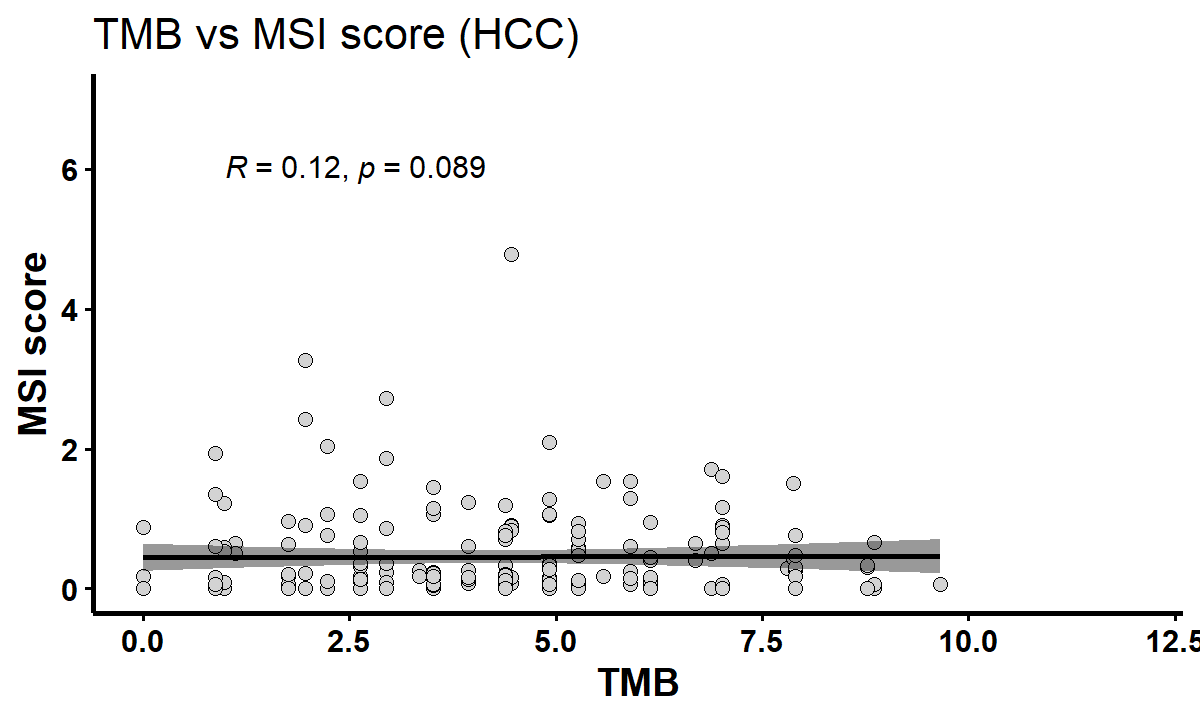 TMB vs MSI score (HCC)
R = 0.12, p = 0.089
MSI score
6
4
2
0
0.0 2.5 5.0 7.5 10.0 12.5
TMB